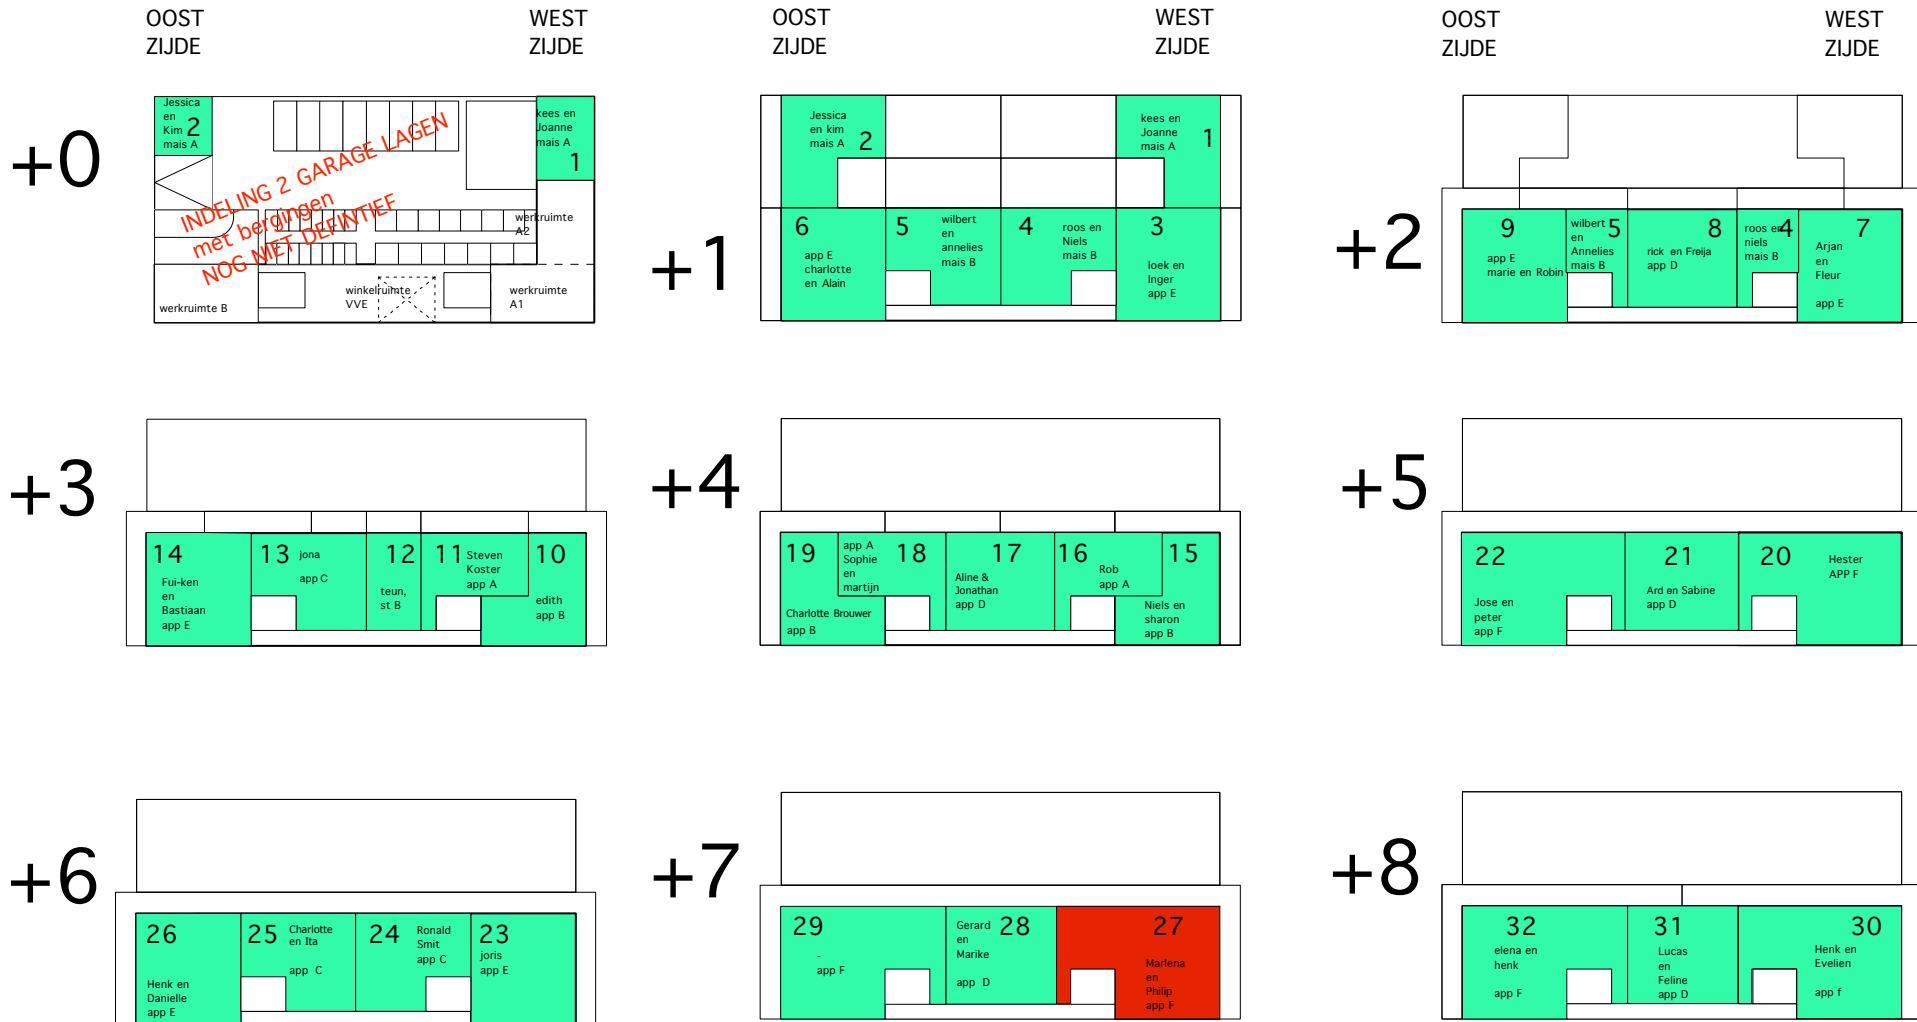 OOST
ZIJDE
WEST
ZIJDE
OOST
ZIJDE
WEST
ZIJDE
OOST
ZIJDE
WEST
ZIJDE
+0
Jessica
en
Kim 2
mais A
kees en
Joanne
mais A
1
INDELING 2 GARAGE LAGEN
met bergingen
NOG NIET DEFINTIEF
werkruimte
A2
werkruimte B
winkelruimte
VVE
werkruimte
A1
+1
Jessica
en kim
mais A 2
kees en
Joanne
mais A
1
6
app E
charlotte
en Alain
5
wilbert
en
annelies
mais B
4
roos en
Niels
mais B
3
loek en
Inger
app E
+2
9
app E
marie en Robin
wilbert
en
Annelies
mais B
5
8
rick en Freija
app D
roos en
niels
mais B
4
7
Arjan
en
Fleur
app E
+3
14
Fui-ken
en
Bastiaan
app E
13
jona
app C
12
teun,
st B
11
Steven
Koster
app A
10
edith
app B
+4
19
Charlotte Brouwer
app B
app A
Sophie
en
martijn
18
17
Aline &
Jonathan
app D
16
Rob
app A
15
Niels en
sharon
app B
+5
22
Jose en
peter
app F
21
Ard en Sabine
app D
20
Hester
APP F
+6
26
Henk en
Danielle
app E
25
Charlotte
en Ita
app C
24
Ronald
Smit
app C
23
joris
app E
+7
29
-
app F
Gerard
en
Marike
app D
28
27
Marlena
en
Philip
app F
+8
32
elena en
henk
app F
31
Lucas
en
Feline
app D
30
Henk en
Evelien
app f